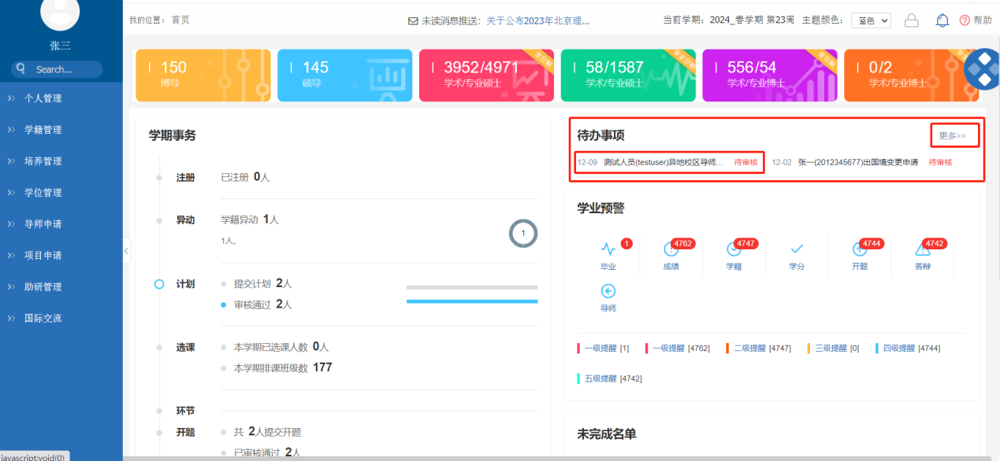 我的位置: 首页
未读消息推送: 关于公布2023年北京理...
当前学期: 2024_春学期 第23周 主题颜色: 蓝色 帮助
张三
Search...
个人管理
学籍管理
培养管理
学位管理
导师申请
项目申请
助研管理
国际交流
150
博导
145
硕导
3952/4971
学术/专业硕士
全日制
58/1587
学术/专业硕士
非全日制
556/54
学术/专业博士
全日制
0/2
学术/专业博士
学期事务
注册 已注册 0人
异动 学籍异动 1人
1人、
1
计划 提交计划 2人
审核通过 2人
选课 本学期已选课人数 0人
本学期排课班级数 177
环节
开题 共 2人提交开题
已审核通过 2人
待办事项 更多>>
12-09 测试人员(testuser)异地校区导师... 待审核 12-02 张一(2012345677)出国境变更申请 待审核
学业预警
1 4762 4747 4744 4742
毕业 成绩 学籍 学分 开题 答辩
导师
一级提醒 [1] 一级提醒 [4762] 二级提醒 [4747] 三级提醒 [0] 四级提醒 [4744]
五级提醒 [4742]
未完成名单
javascript:void(0)